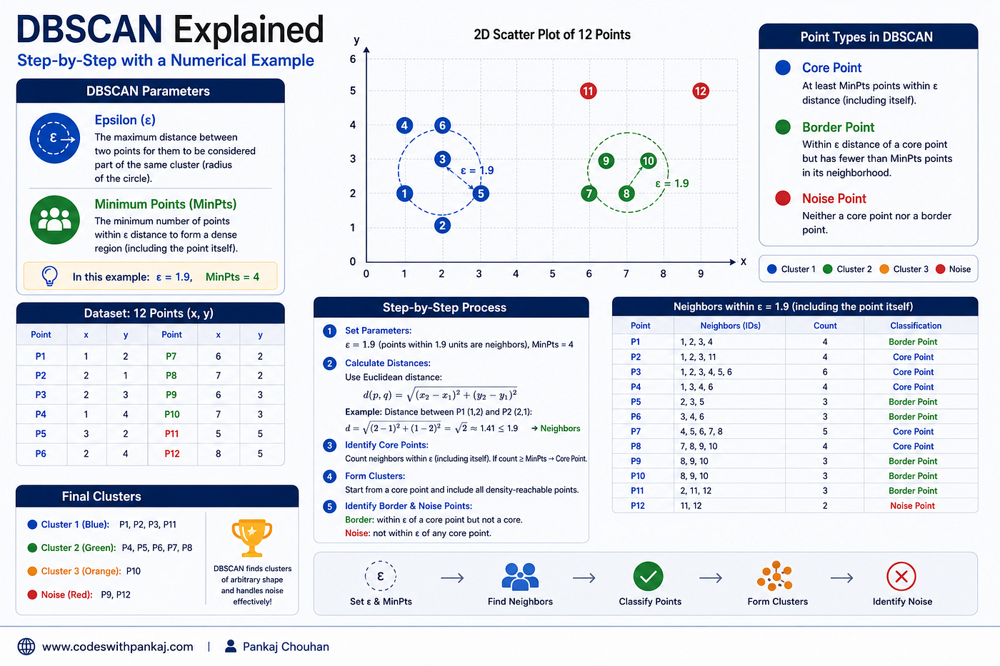 DBSCAN Explained
Step-by-Step with a Numerical Example
DBSCAN Parameters
ε
Epsilon (ε)
The maximum distance between
two points for them to be considered
part of the same cluster (radius
of the circle).
Minimum Points (MinPts)
The minimum number of points
within ε distance to form a dense
region (including the point itself).
In this example: ε = 1.9, MinPts = 4
2D Scatter Plot of 12 Points
y
6
5
4
3
2
1
0
0 1 2 3 4 5 6 7 8 9
x
11 12
4 6
3
9 10
ε = 1.9
ε = 1.9
1 5
7 8
2
Point Types in DBSCAN
Core Point
At least MinPts points within ε
distance (including itself).
Border Point
Within ε distance of a core point
but has fewer than MinPts points
in its neighborhood.
Noise Point
Neither a core point nor a border
point.
Cluster 1 Cluster 2 Cluster 3 Noise
Dataset: 12 Points (x, y)
Point x y Point x y
P1 1 2 P7 6 2
P2 2 1 P8 7 2
P3 2 3 P9 6 3
P4 1 4 P10 7 3
P5 3 2 P11 5 5
P6 2 4 P12 8 5
Final Clusters
Cluster 1 (Blue): P1, P2, P3, P11
Cluster 2 (Green): P4, P5, P6, P7, P8
Cluster 3 (Orange): P10
Noise (Red): P9, P12
DBSCAN finds clusters
of arbitrary shape
and handles noise
effectively!
Step-by-Step Process
1 Set Parameters:
ε = 1.9 (points within 1.9 units are neighbors), MinPts = 4
2 Calculate Distances:
Use Euclidean distance:
d(p, q) = √(x₂ − x₁)² + (y₂ − y₁)²
Example: Distance between P1 (1,2) and P2 (2,1):
d = √(2−1)² + (1−2)² = √2 ≈ 1.41 ≤ 1.9 → Neighbors
3 Identify Core Points:
Count neighbors within ε (including itself). If count ≥ MinPts → Core Point.
4 Form Clusters:
Start from a core point and include all density-reachable points.
5 Identify Border & Noise Points:
Border: within ε of a core point but not a core.
Noise: not within ε of any core point.
Neighbors within ε = 1.9 (including the point itself)
Point Neighbors (IDs) Count Classification
P1 1, 2, 3, 4 4 Border Point
P2 1, 2, 3, 11 4 Core Point
P3 1, 2, 3, 4, 5, 6 6 Core Point
P4 1, 3, 4, 6 4 Core Point
P5 2, 3, 5 3 Border Point
P6 3, 4, 6 3 Border Point
P7 4, 5, 6, 7, 8 5 Core Point
P8 7, 8, 9, 10 4 Core Point
P9 8, 9, 10 3 Border Point
P10 8, 9, 10 3 Border Point
P11 2, 11, 12 3 Border Point
P12 11, 12 2 Noise Point
ε
Set ε & MinPts Find Neighbors Classify Points Form Clusters Identify Noise
www.codeswithpankaj.com | Pankaj Chouhan